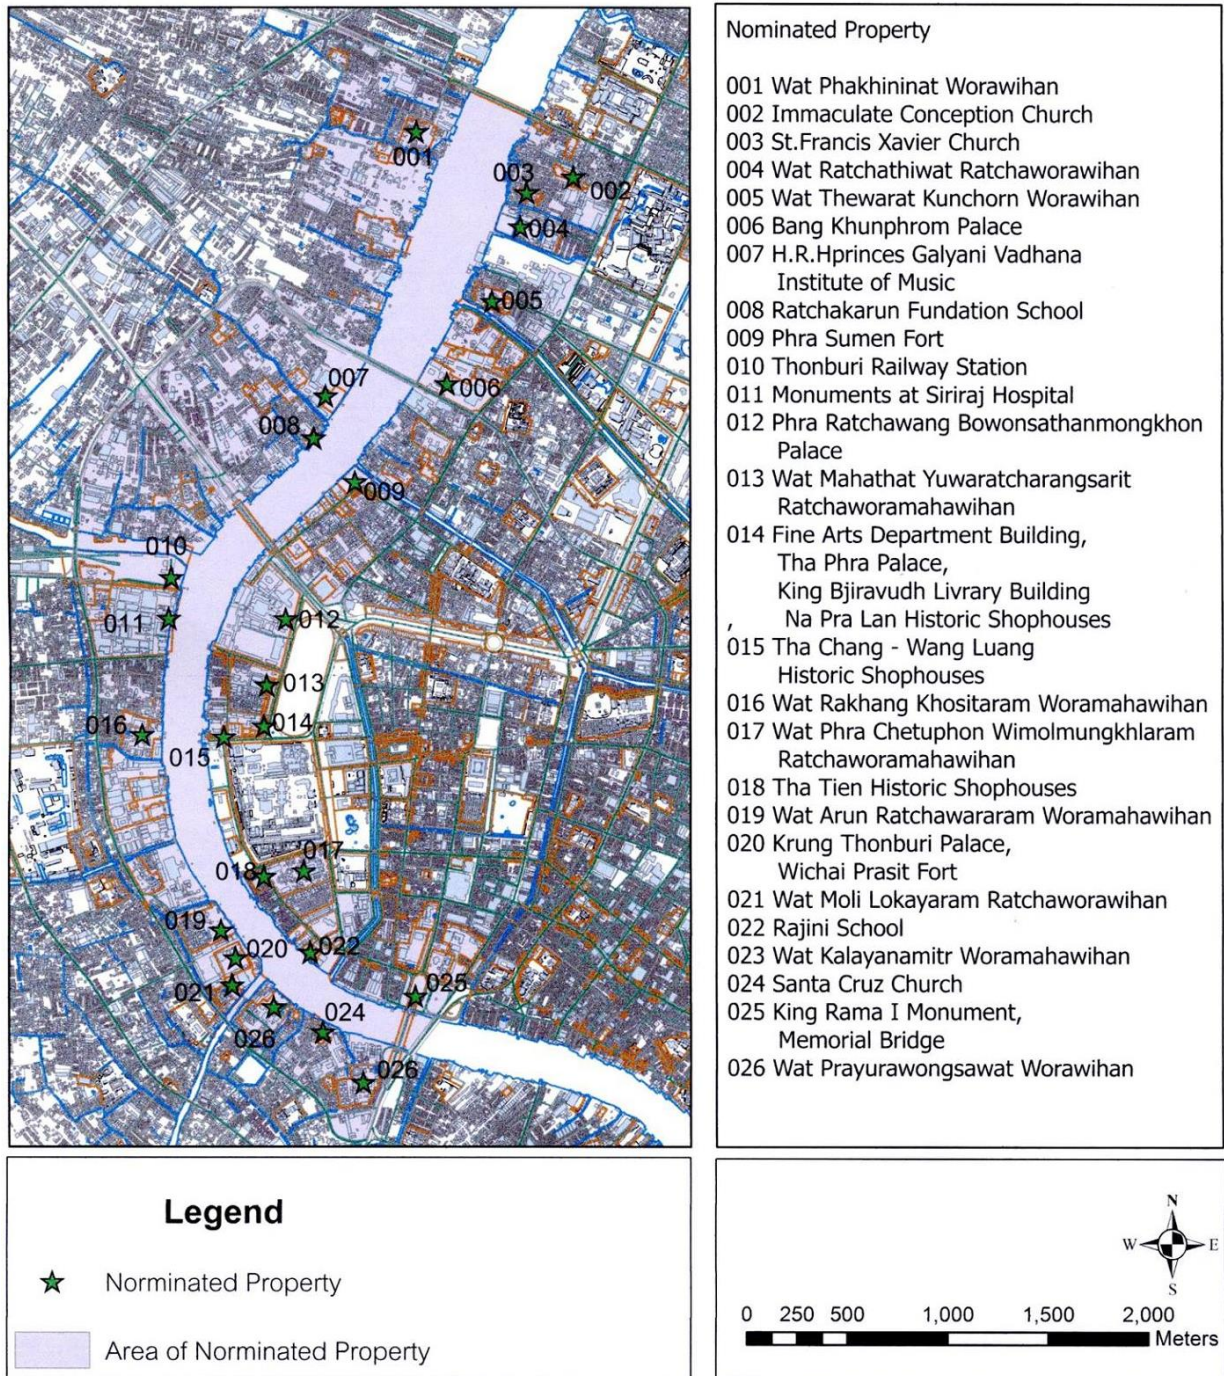 001
003
002
004
005
007
006
008
009
010
011
012
013
014
016
015
017
018
019
020
022
021
025
026
024
026
Nominated Property
001 Wat Phakhininat Worawihan
002 Immaculate Conception Church
003 St.Francis Xavier Church
004 Wat Ratchathiwat Ratchaworawihan
005 Wat Thewarat Kunchorn Worawihan
006 Bang Khunphrom Palace
007 H.R.Hprinces Galyani Vadhana
Institute of Music
008 Ratchakarun Fundation School
009 Phra Sumen Fort
010 Thonburi Railway Station
011 Monuments at Siriraj Hospital
012 Phra Ratchawang Bowonsathanmongkhon
Palace
013 Wat Mahathat Yuwaratcharangsarit
Ratchaworamahawihan
014 Fine Arts Department Building,
Tha Phra Palace,
King Bjiravudh Livrary Building
, Na Pra Lan Historic Shophouses
015 Tha Chang - Wang Luang
Historic Shophouses
016 Wat Rakhang Khositaram Woramahawihan
017 Wat Phra Chetuphon Wimolmungkhlaram
Ratchaworamahawihan
018 Tha Tien Historic Shophouses
019 Wat Arun Ratchawararam Woramahawihan
020 Krung Thonburi Palace,
Wichai Prasit Fort
021 Wat Moli Lokayaram Ratchaworawihan
022 Rajini School
023 Wat Kalayanamitr Woramahawihan
024 Santa Cruz Church
025 King Rama I Monument,
Memorial Bridge
026 Wat Prayurawongsawat Worawihan
Legend
Norminated Property
Area of Norminated Property
N
W E
S
0 250 500 1,000 1,500 2,000
Meters